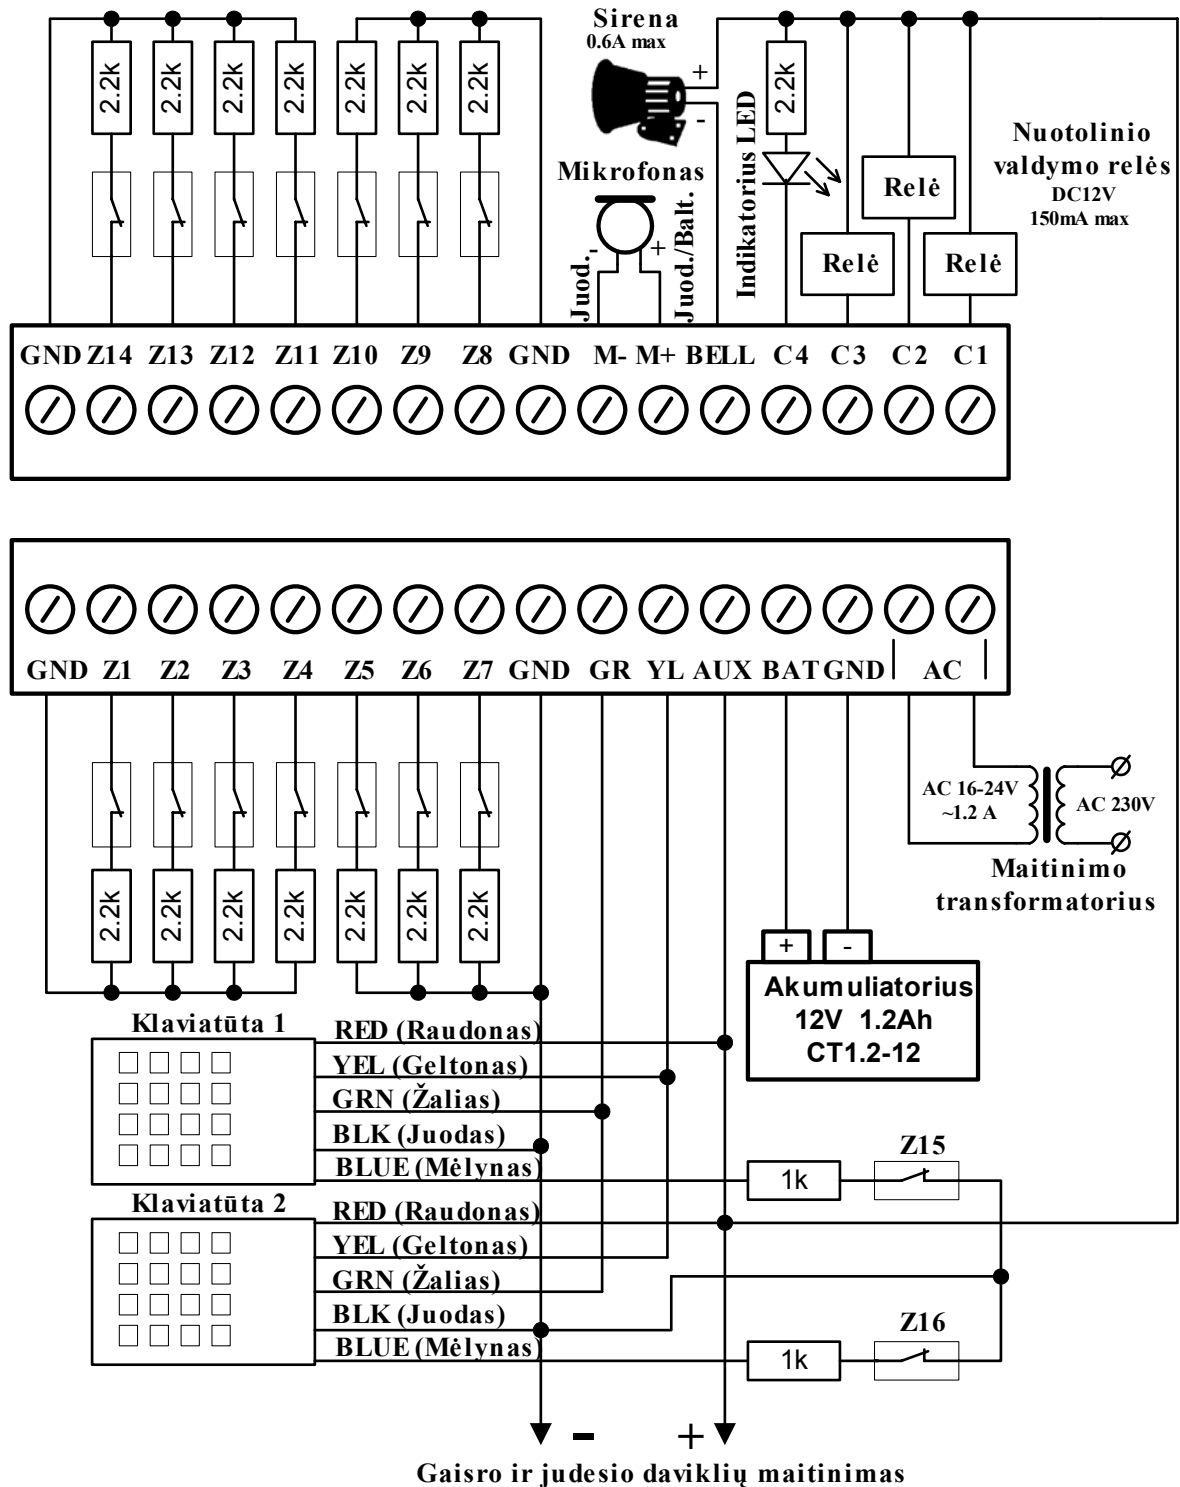 Sirena
0.6A max
2.2k 2.2k 2.2k 2.2k 2.2k 2.2k 2.2k 2.2k
+
-
Indikatorius LED
Nuotolinio
valdymo relės
DC12V
150mA max
Mikrofonas
Relė
Relė
Relė
- +
Juod.
Juod./Balt.
GND Z14 Z13 Z12 Z11 Z10 Z9 Z8 GND M- M+ BELL C4 C3 C2 C1
GND Z1 Z2 Z3 Z4 Z5 Z6 Z7 GND GR YL AUX BAT GND AC
AC 16-24V
~1.2 A
AC 230V
Maitinimo
transformatorius
2.2k 2.2k 2.2k 2.2k 2.2k 2.2k 2.2k
+ -
Akumuliatorius
12V 1.2Ah
CT1.2-12
Klaviatūta 1
RED (Raudonas)
YEL (Geltonas)
GRN (Žalias)
BLK (Juodas)
BLUE (Mėlynas)
1k
Z15
Klaviatūta 2
RED (Raudonas)
YEL (Geltonas)
GRN (Žalias)
BLK (Juodas)
BLUE (Mėlynas)
1k
Z16
- +
Gaisro ir judesio daviklių maitinimas